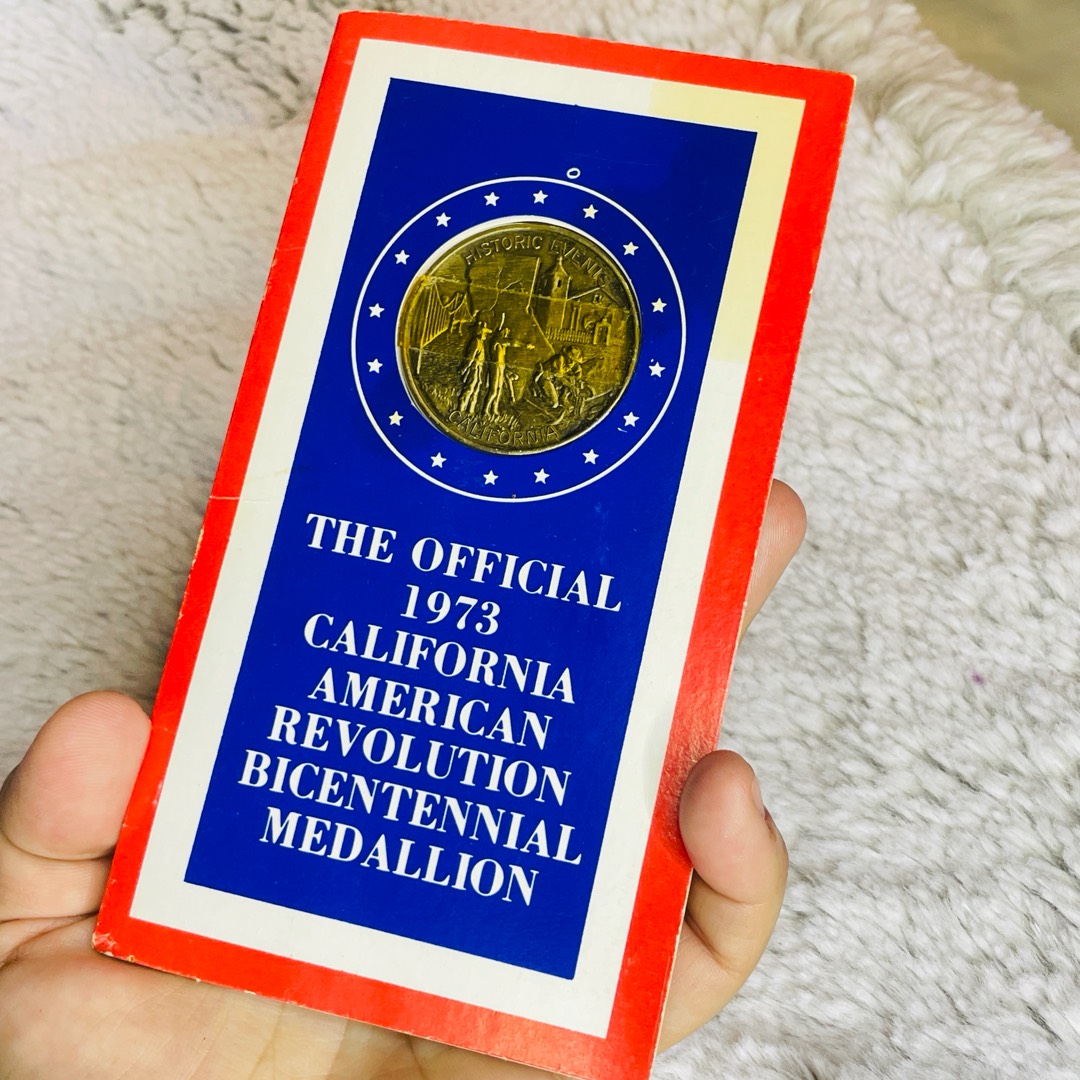 HISTORIC EVENTS
CALIFORNIA
THE OFFICIAL
1973
CALIFORNIA
AMERICAN
REVOLUTION
BICENTENNIAL
MEDALLION